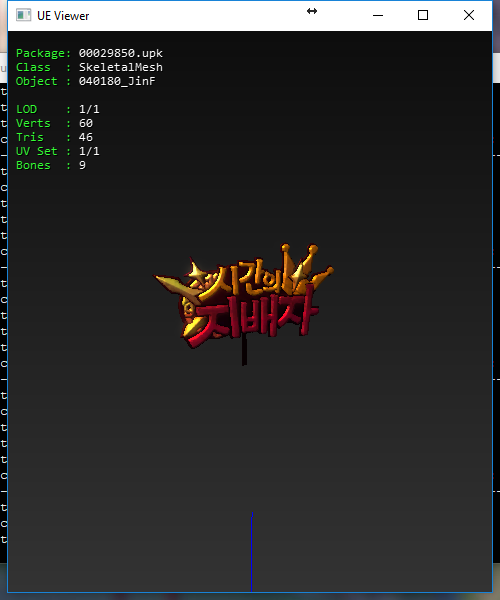 UE Viewer
Package: 00029850.upk
Class : SkeletalMesh
Object : 040180_JinF
LOD : 1/1
Verts : 60
Tris : 46
UV Set : 1/1
Bones : 9
시간의
지배자